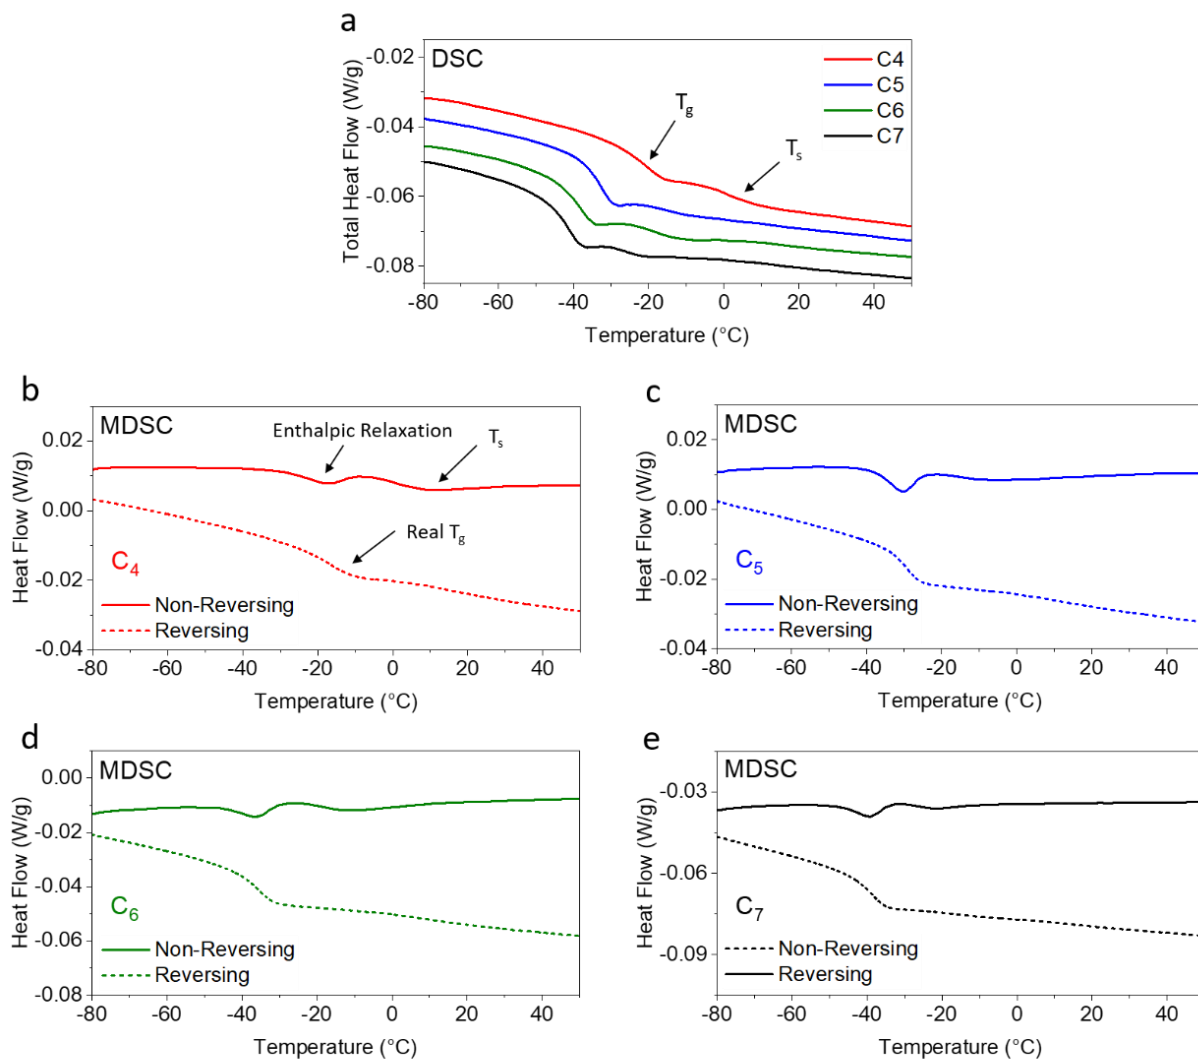 a
DSC
C4
C5
C6
C7
Tg
Ts
-0.02
-0.04
-0.06
-0.08
Total Heat Flow (W/g)
-80 -60 -40 -20 0 20 40
Temperature (°C)
b
MDSC
Enthalpic Relaxation
Ts
Real Tg
C4
Non-Reversing
Reversing
0.02
0.00
-0.02
-0.04
Heat Flow (W/g)
-80 -60 -40 -20 0 20 40
Temperature (°C)
c
MDSC
C5
Non-Reversing
Reversing
0.02
0.00
-0.02
-0.04
Heat Flow (W/g)
-80 -60 -40 -20 0 20 40
Temperature (°C)
d
MDSC
C6
Non-Reversing
Reversing
0.00
-0.02
-0.04
-0.06
-0.08
Heat Flow (W/g)
-80 -60 -40 -20 0 20 40
Temperature (°C)
e
MDSC
C7
Non-Reversing
Reversing
-0.03
-0.06
-0.09
Heat Flow (W/g)
-80 -60 -40 -20 0 20 40
Temperature (°C)